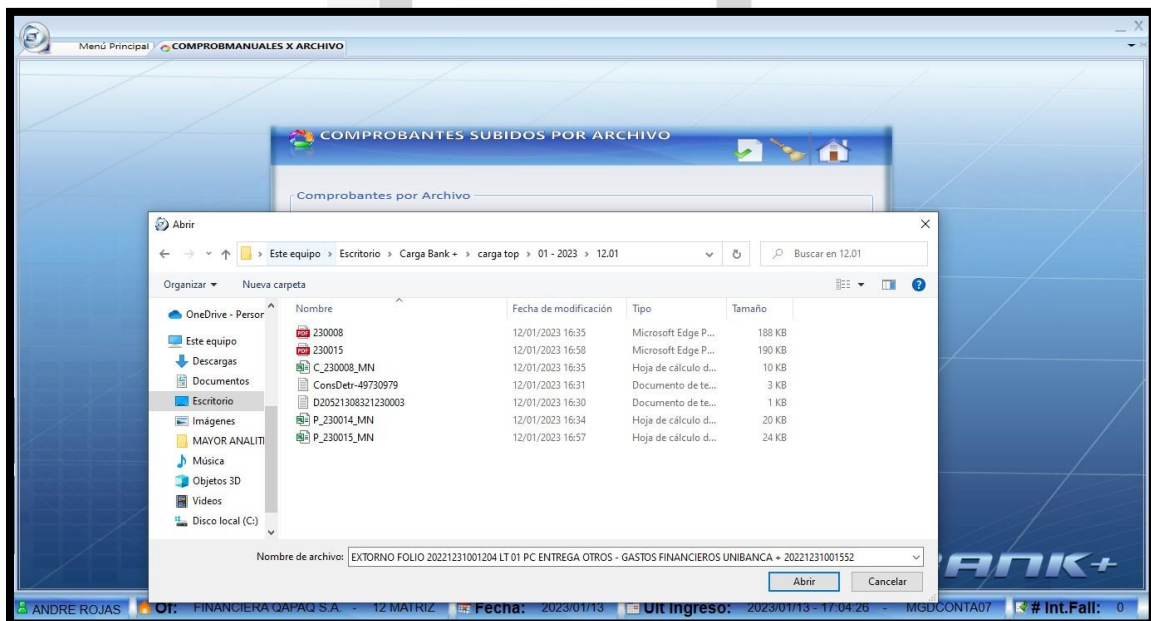 Menú Principal
COMPROBMANUALES X ARCHIVO
COMPROBANTES SUBIDOS POR ARCHIVO
Comprobantes por Archivo
Abrir
Este equipo > Escritorio > Carga Bank + > carga top > 01 - 2023 > 12.01
Buscar en 12.01
Organizar
Nueva carpeta
OneDrive - Person
Este equipo
Descargas
Documentos
Escritorio
Imágenes
MAYOR ANALITI
Música
Objetos 3D
Videos
Disco local (C:)
Nombre Fecha de modificación Tipo Tamaño
230008 12/01/2023 16:35 Microsoft Edge P... 188 KB
230015 12/01/2023 16:58 Microsoft Edge P... 190 KB
C_230008_MN 12/01/2023 16:35 Hoja de cálculo d... 10 KB
ConsDetr-49730979 12/01/2023 16:31 Documento de te... 3 KB
D20521308321230003 12/01/2023 16:30 Documento de te... 1 KB
P_230014_MN 12/01/2023 16:34 Hoja de cálculo d... 20 KB
P_230015_MN 12/01/2023 16:57 Hoja de cálculo d... 24 KB
Nombre de archivo: EXTORNO FOLIO 20221231001204 LT 01 PC ENTREGA OTROS - GASTOS FINANCIEROS UNIBANCA + 20221231001552
Abrir Cancelar
ANK+
ANDRE ROJAS Of: FINANCIERA QAPAQ S.A. - 12 MATRIZ Fecha: 2023/01/13 Ult Ingreso: 2023/01/13 - 17:04:26 - MGDCONTA07 # Int.Fall: 0